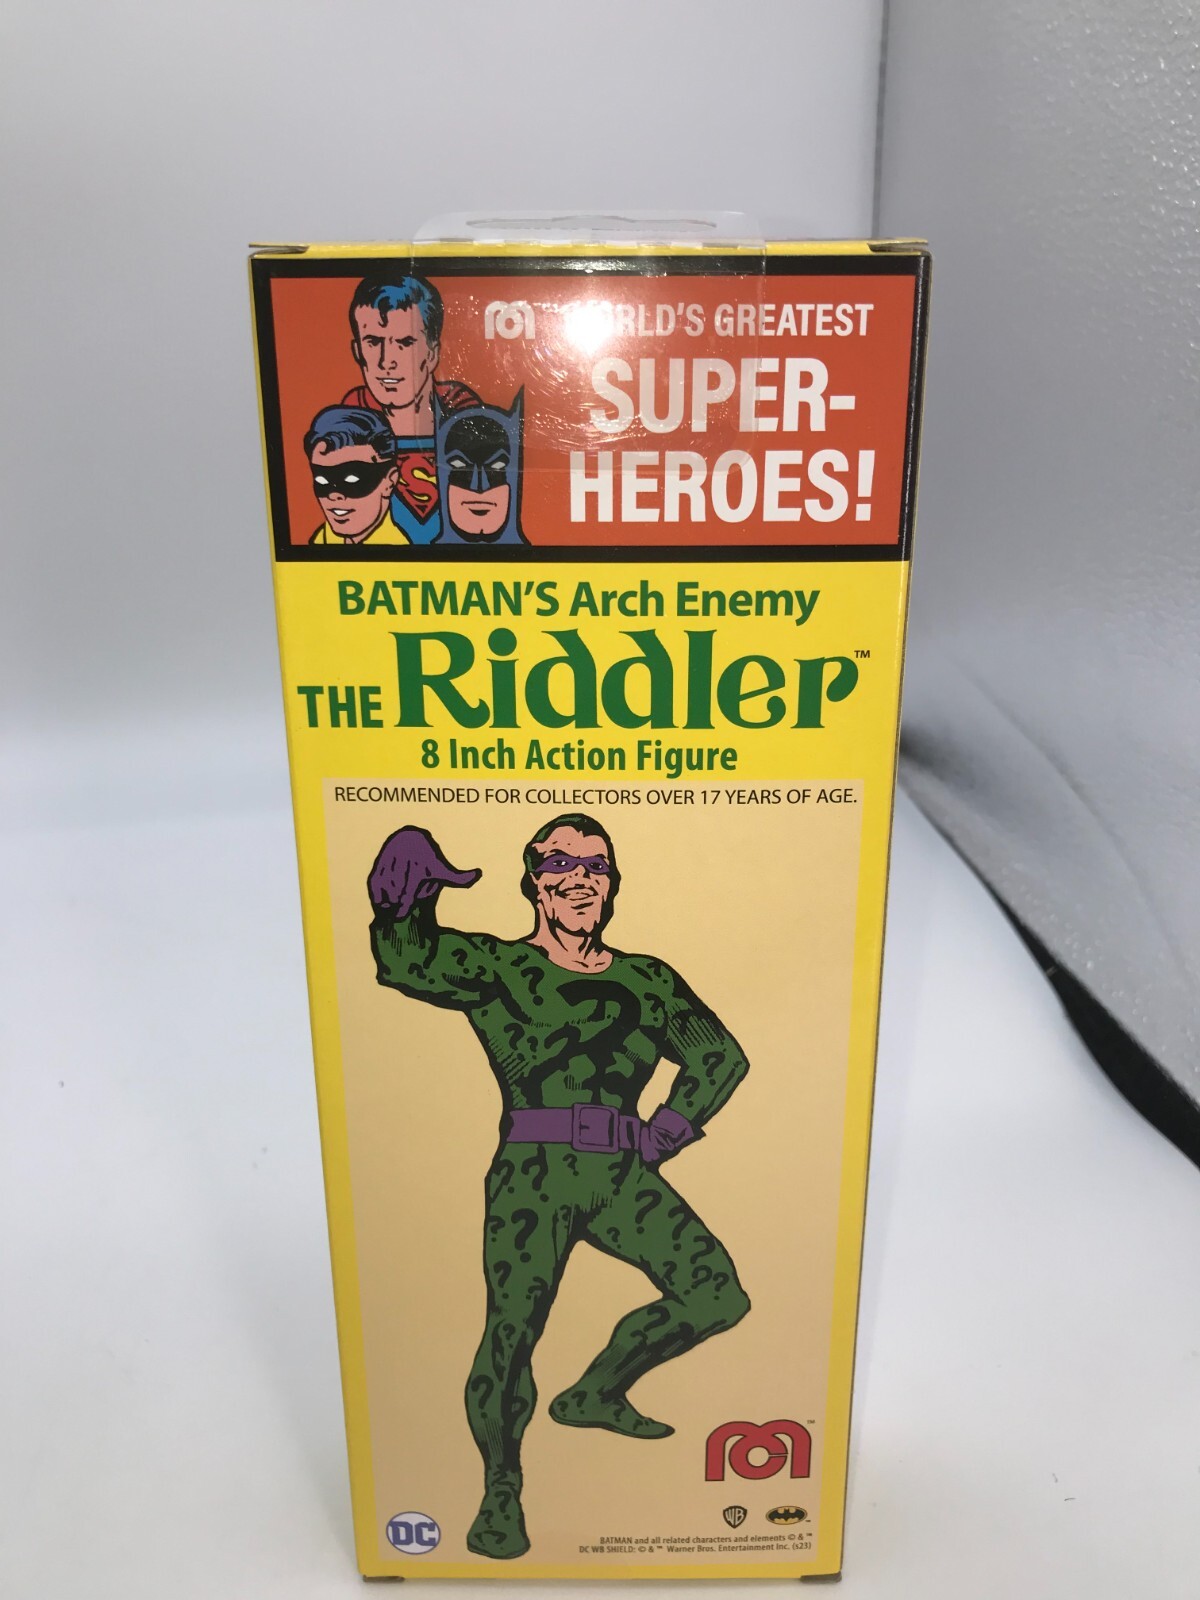 WORLD'S GREATEST
SUPER-
HEROES!
S
BATMAN'S Arch Enemy
THE Riddler™
8 Inch Action Figure
RECOMMENDED FOR COLLECTORS OVER 17 YEARS OF AGE.
™
DC
WB
BATMAN and all related characters and elements © & ™
DC WB SHIELD: © & ™ Warner Bros. Entertainment Inc. (s23)